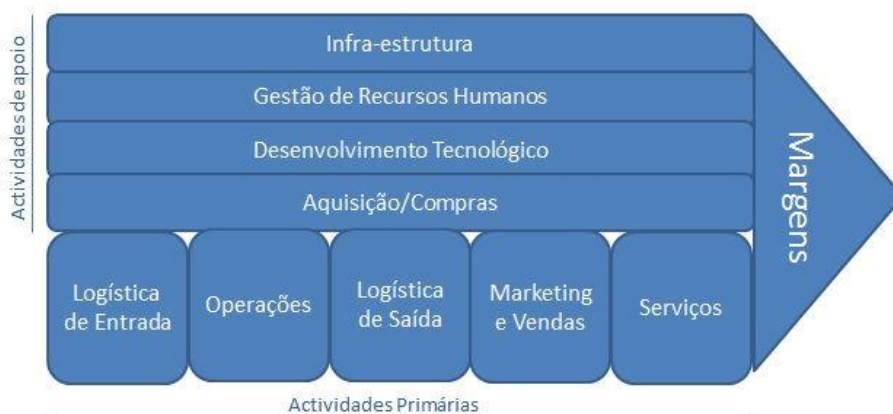 Actividades de apoio
Infra-estrutura
Gestão de Recursos Humanos
Desenvolvimento Tecnológico
Aquisição/Compras
Margens
Logística
de Entrada
Operações
Logística
de Saída
Marketing
e Vendas
Serviços
Actividades Primárias